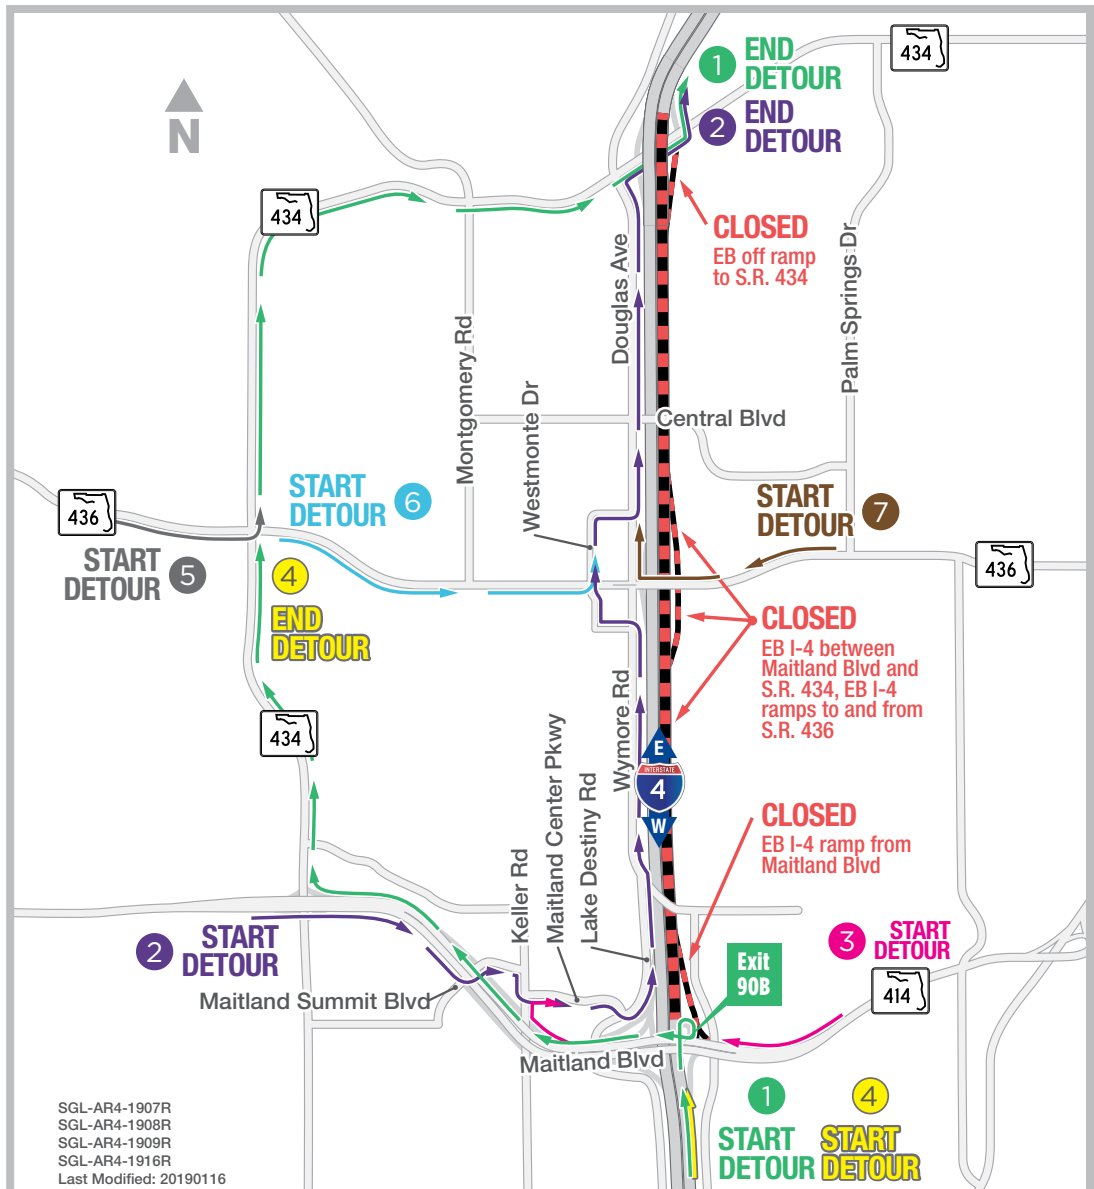 434
1 END
DETOUR
2 END
DETOUR
N
434
CLOSED
EB off ramp
to S.R. 434
Douglas Ave
Palm Springs Dr
Montgomery Rd
Westmonte Dr
Central Blvd
START
DETOUR 6
START
DETOUR 7
436
START
DETOUR 5
4
END
DETOUR
436
CLOSED
EB I-4 between
Maitland Blvd and
S.R. 434, EB I-4
ramps to and from
S.R. 436
434
Wymore Rd
E
INTERSTATE
4
W
Maitland Center Pkwy
Lake Destiny Rd
Keller Rd
CLOSED
EB I-4 ramp from
Maitland Blvd
2 START
DETOUR
3 START
DETOUR
Exit
90B
414
Maitland Summit Blvd
Maitland Blvd
1
START
DETOUR
4
START
DETOUR
SGL-AR4-1907R
SGL-AR4-1908R
SGL-AR4-1909R
SGL-AR4-1916R
Last Modified: 20190116